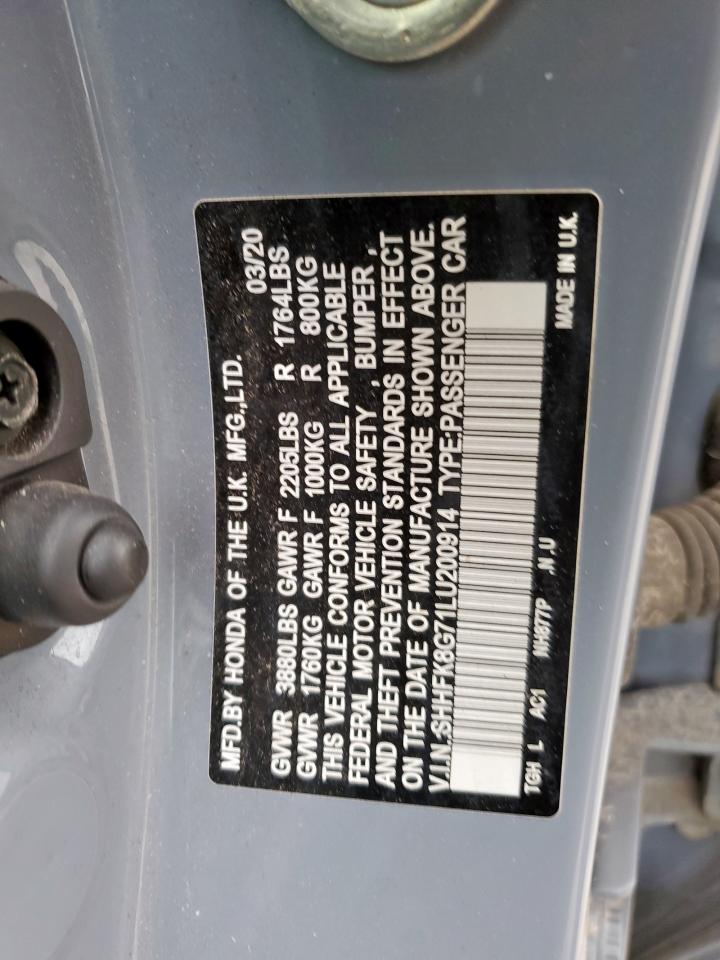 MFD.BY HONDA OF THE U.K. MFG.,LTD.
03/20
GVWR 3880LBS GAWR F 2205LBS R 1764LBS
GVWR 1760KG GAWR F 1000KG R 800KG
THIS VEHICLE CONFORMS TO ALL APPLICABLE
FEDERAL MOTOR VEHICLE SAFETY , BUMPER ,
AND THEFT PREVENTION STANDARDS IN EFFECT
ON THE DATE OF MANUFACTURE SHOWN ABOVE.
V.I.N.:SHHFK8G71LU200914 TYPE:PASSENGER CAR
TGH L AC1 NH877P .N .U MADE IN U.K.